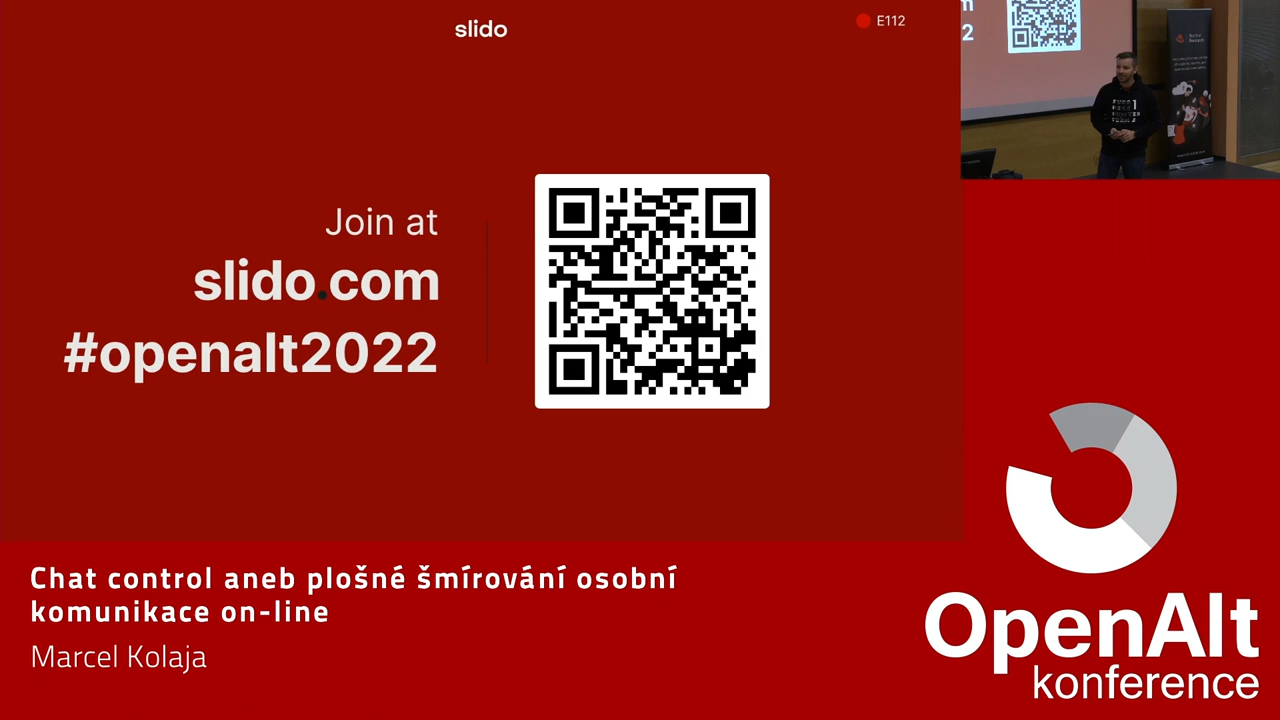 slido
E112
Join at
slido.com
#openalt2022
Chat control aneb plošné šmírování osobní
komunikace on-line
Marcel Kolaja
OpenAlt
konference